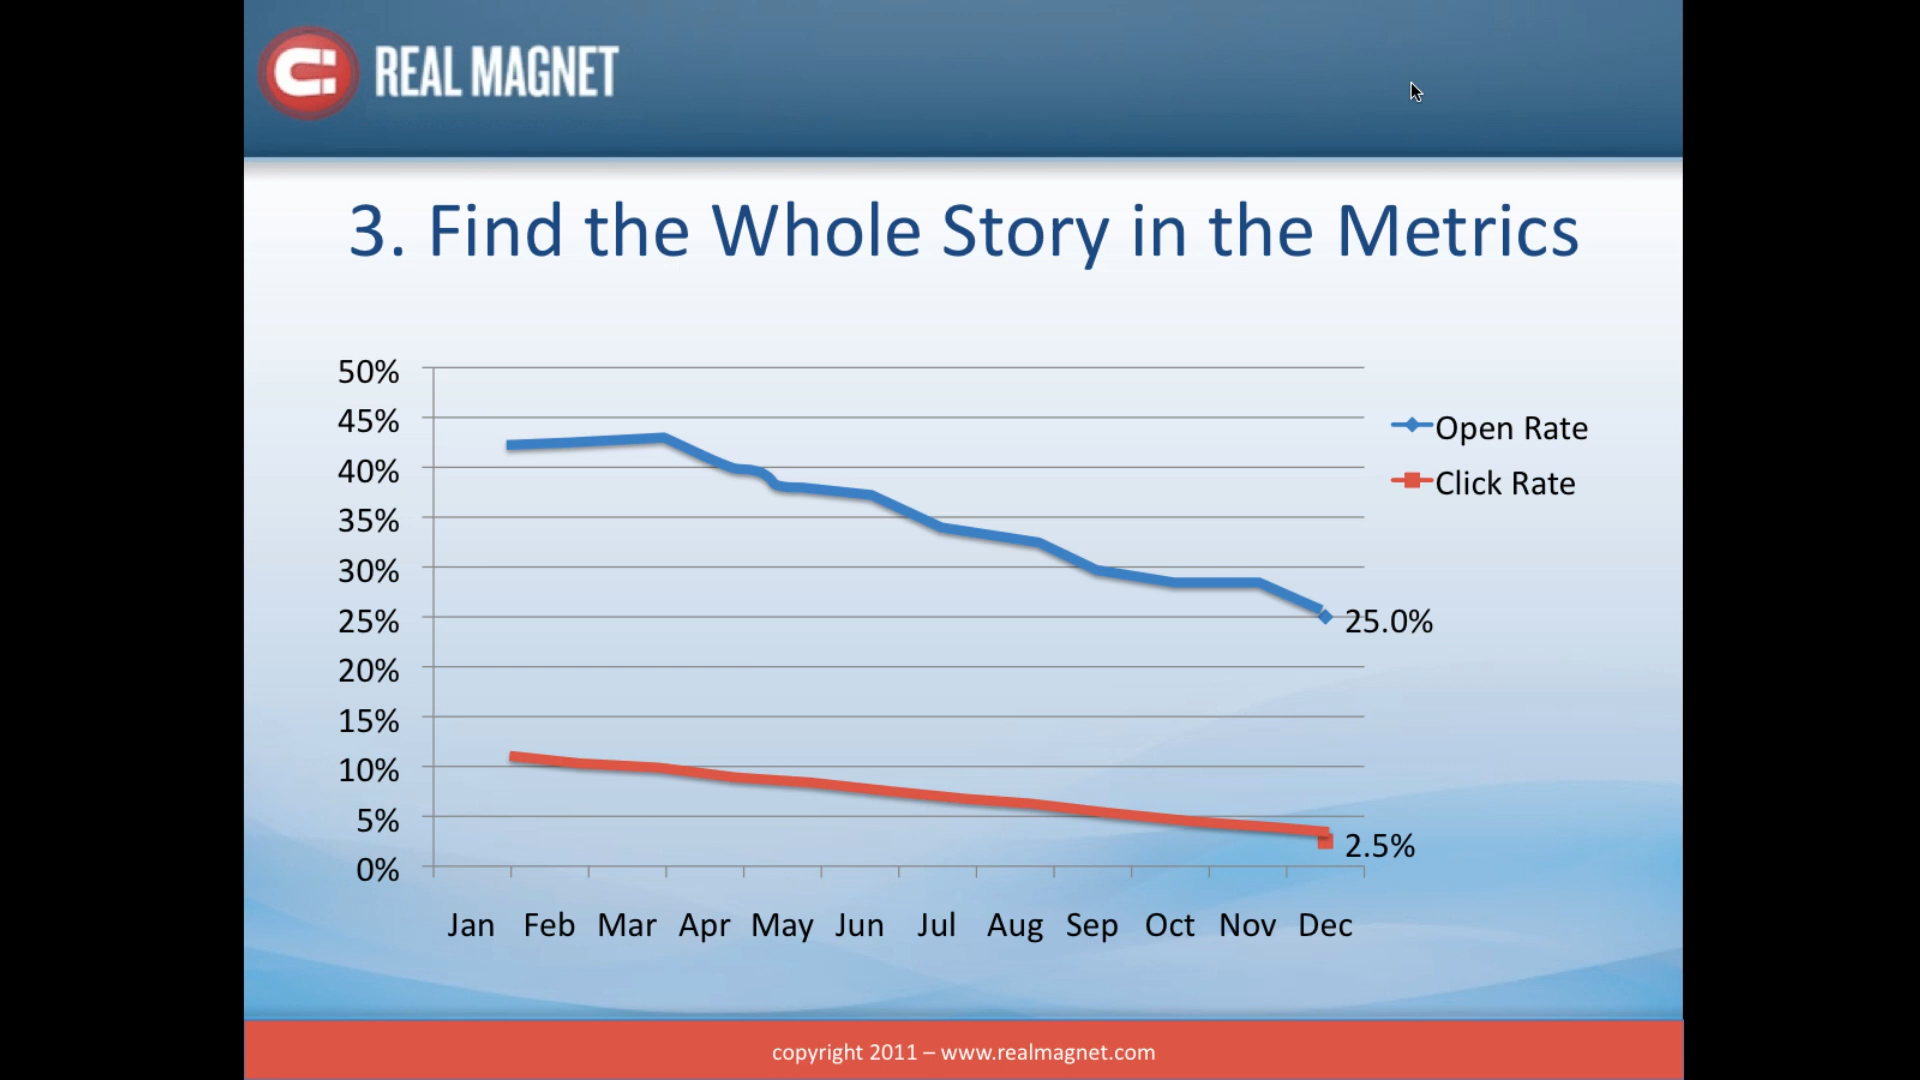 REAL MAGNET
3. Find the Whole Story in the Metrics
50%
45%
40%
35%
30%
25%
20%
15%
10%
5%
0%
Open Rate
Click Rate
25.0%
2.5%
Jan Feb Mar Apr May Jun Jul Aug Sep Oct Nov Dec
copyright 2011 – www.realmagnet.com